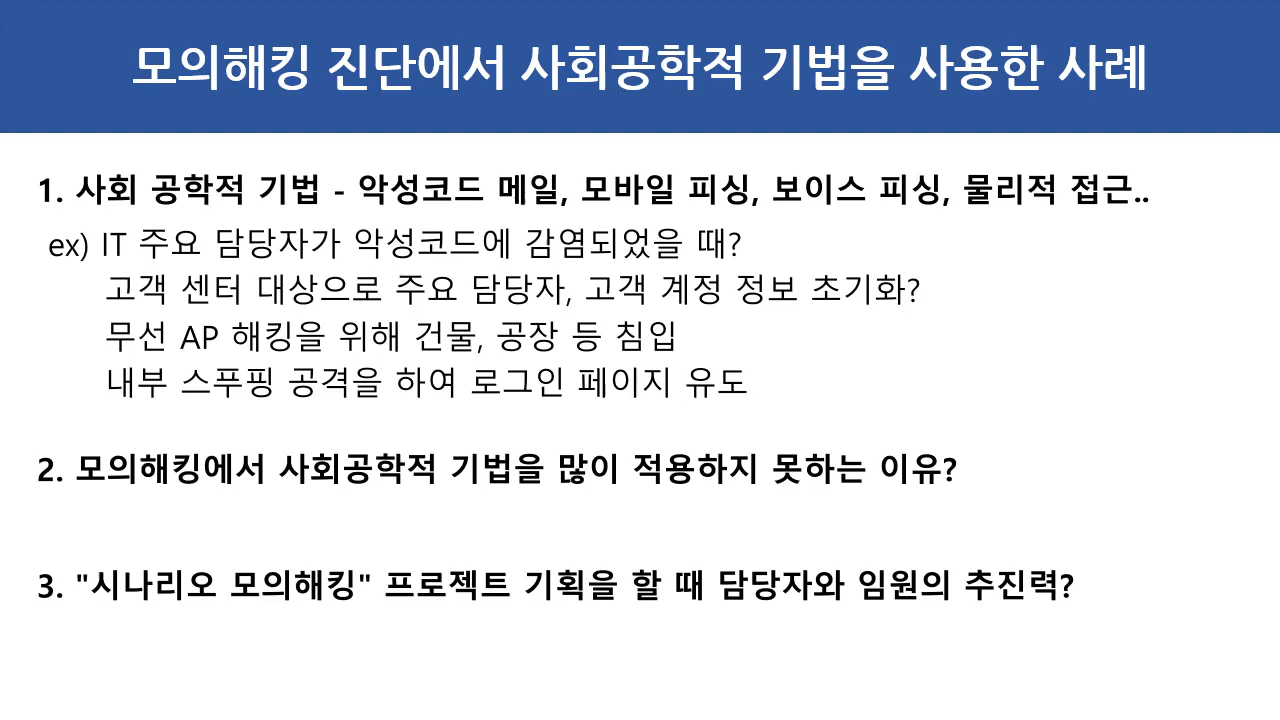 모의해킹 진단에서 사회공학적 기법을 사용한 사례
1. 사회 공학적 기법 - 악성코드 메일, 모바일 피싱, 보이스 피싱, 물리적 접근..
ex) IT 주요 담당자가 악성코드에 감염되었을 때?
고객 센터 대상으로 주요 담당자, 고객 계정 정보 초기화?
무선 AP 해킹을 위해 건물, 공장 등 침입
내부 스푸핑 공격을 하여 로그인 페이지 유도
2. 모의해킹에서 사회공학적 기법을 많이 적용하지 못하는 이유?
3. "시나리오 모의해킹" 프로젝트 기획을 할 때 담당자와 임원의 추진력?